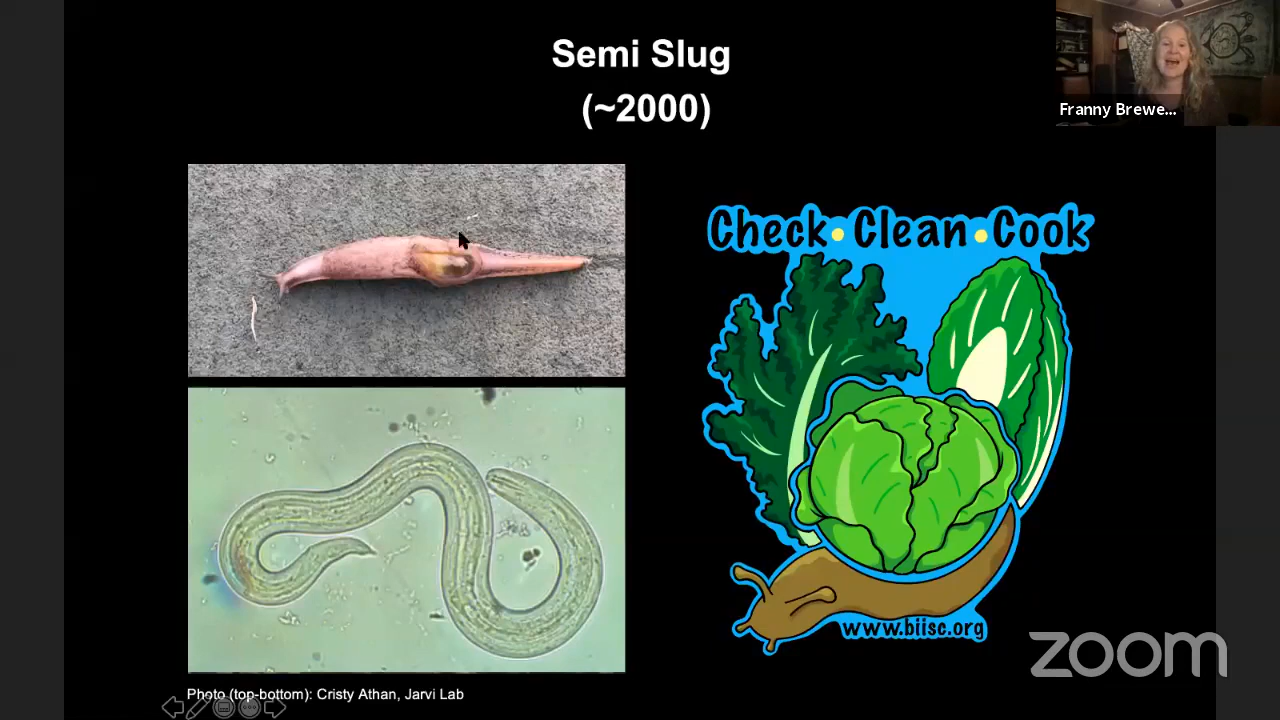 Semi Slug
(~2000)
Franny Brewe...
Check•Clean•Cook
www.biisc.org
zoom
Photo (top-bottom): Cristy Athan, Jarvi Lab